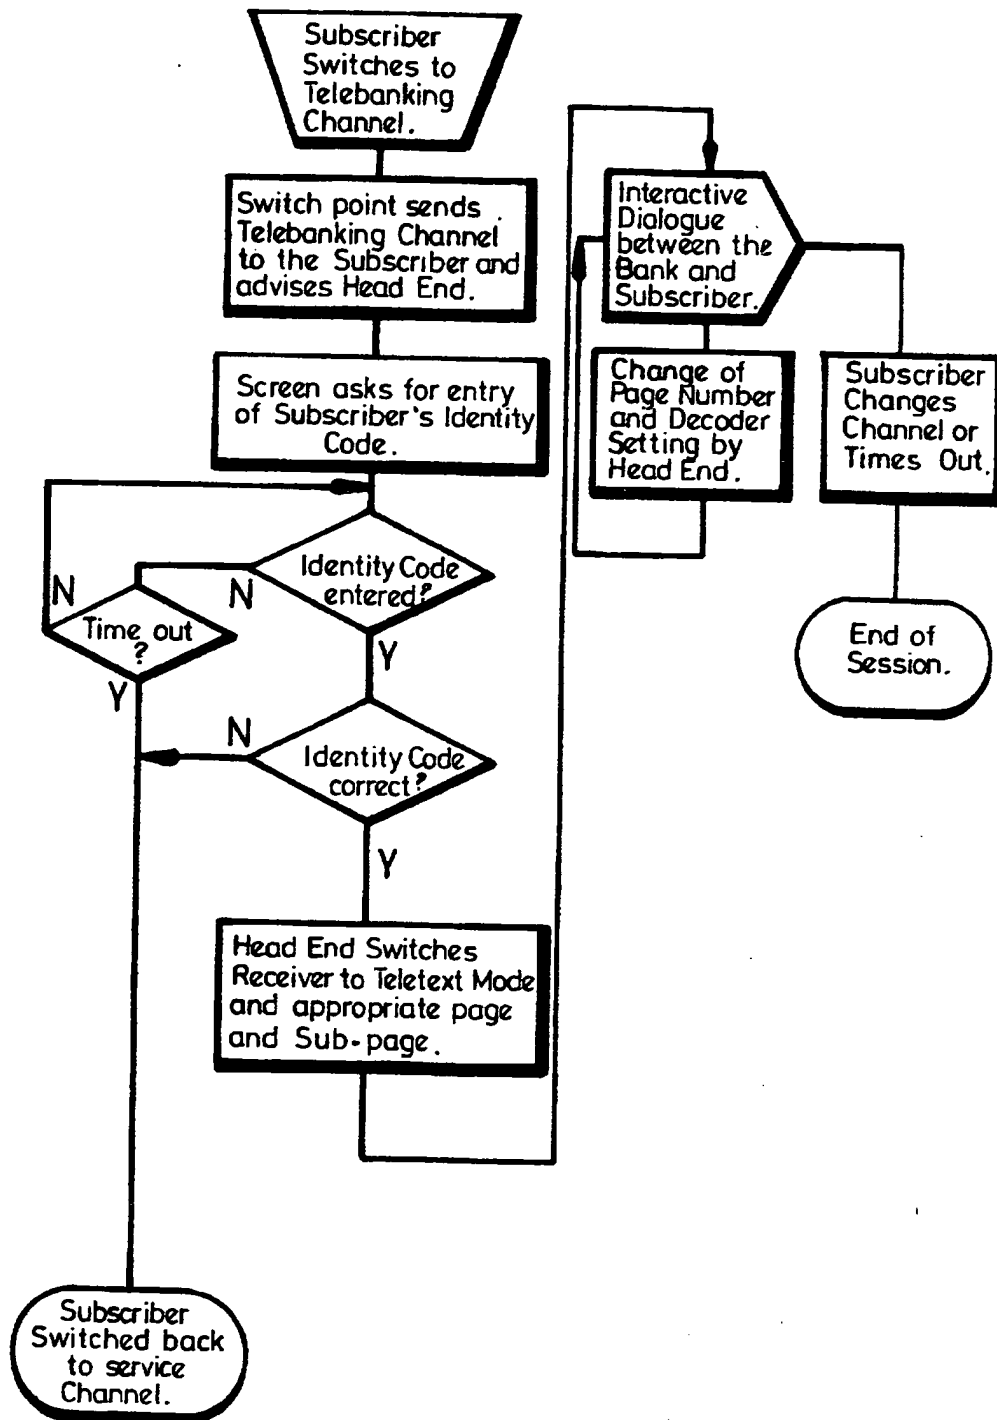 Subscriber
Switches to
Telebanking
Channel.
Switch point sends
Telebanking Channel
to the Subscriber and
advises Head End.
Screen asks for entry
of Subscriber's Identity
Code.
Identity Code
entered?
N
Y
Time out
?
N
Y
Identity Code
correct?
N
Y
Head End Switches
Receiver to Teletext Mode
and appropriate page
and Sub-page.
Subscriber
Switched back
to service
Channel.
Interactive
Dialogue
between the
Bank and
Subscriber.
Change of
Page Number
and Decoder
Setting by
Head End.
Subscriber
Changes
Channel or
Times Out.
End of
Session.